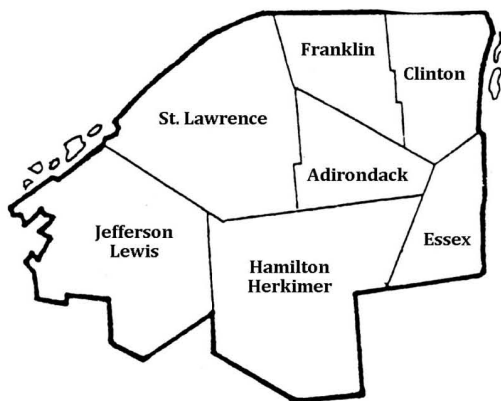 Franklin
Clinton
St. Lawrence
Adirondack
Jefferson
Lewis
Essex
Hamilton
Herkimer